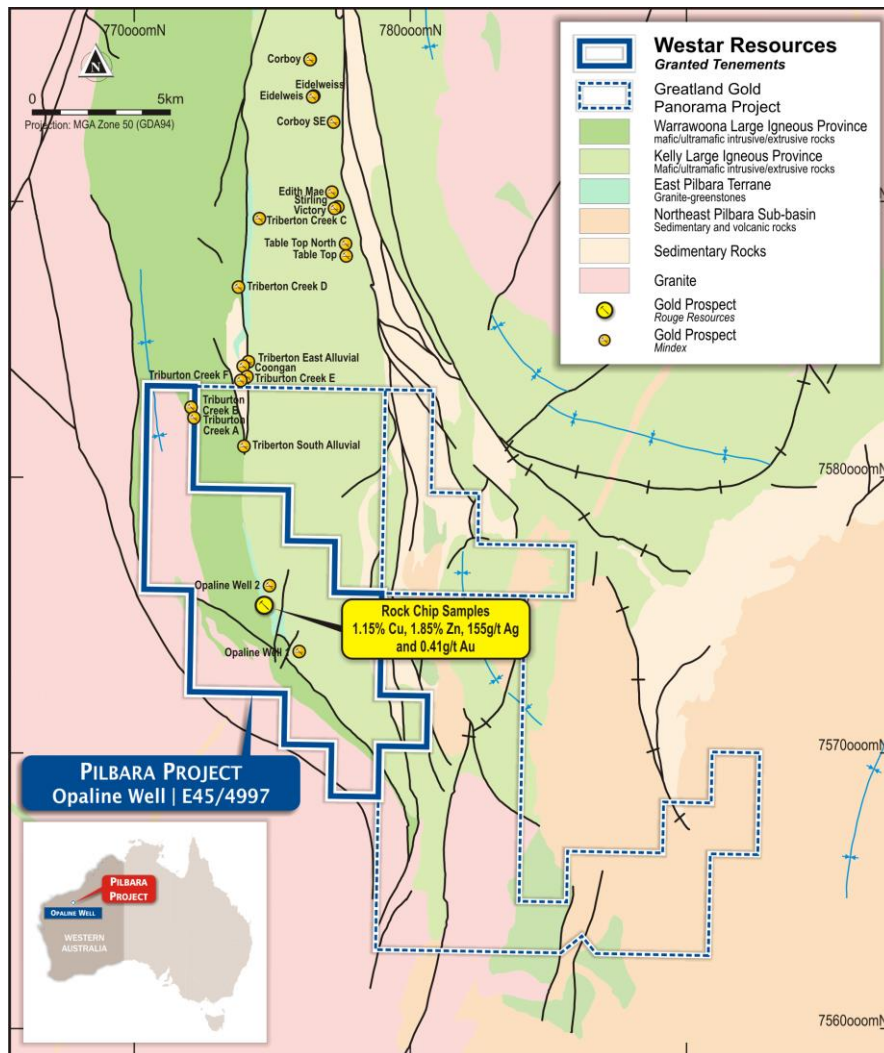 770000mN
780000mN
N
0
5km
Projection: MGA Zone 50 (GDA94)
Westar Resources
Granted Tenements
Greatland Gold
Panorama Project
Warrawoona Large Igneous Province
mafic/ultramafic intrusive/extrusive rocks
Kelly Large Igneous Province
Mafic/ultramafic intrusive/extrusive rocks
East Pilbara Terrane
Granite-greenstones
Northeast Pilbara Sub-basin
Sedimentary and volcanic rocks
Sedimentary Rocks
Granite
Gold Prospect
Rouge Resources
Gold Prospect
Mindex
Corboy
Eidelweiss
Eidelweis
Corboy SE
Edith Mae
Stirling
Victory
Triberton Creek C
Table Top North
Table Top
Triberton Creek D
Triberton East Alluvial
Coongan
Triburton Creek F
Triburton Creek E
Triburton
Creek B
Triburton
Creek A
Triberton South Alluvial
7580000mN
Opaline Well 2
Rock Chip Samples
1.15% Cu, 1.85% Zn, 155g/t Ag
and 0.41g/t Au
Opaline Well 1
7570000mN
PILBARA PROJECT
Opaline Well | E45/4997
PILBARA
PROJECT
OPALINE WELL
WESTERN
AUSTRALIA
7560000mN